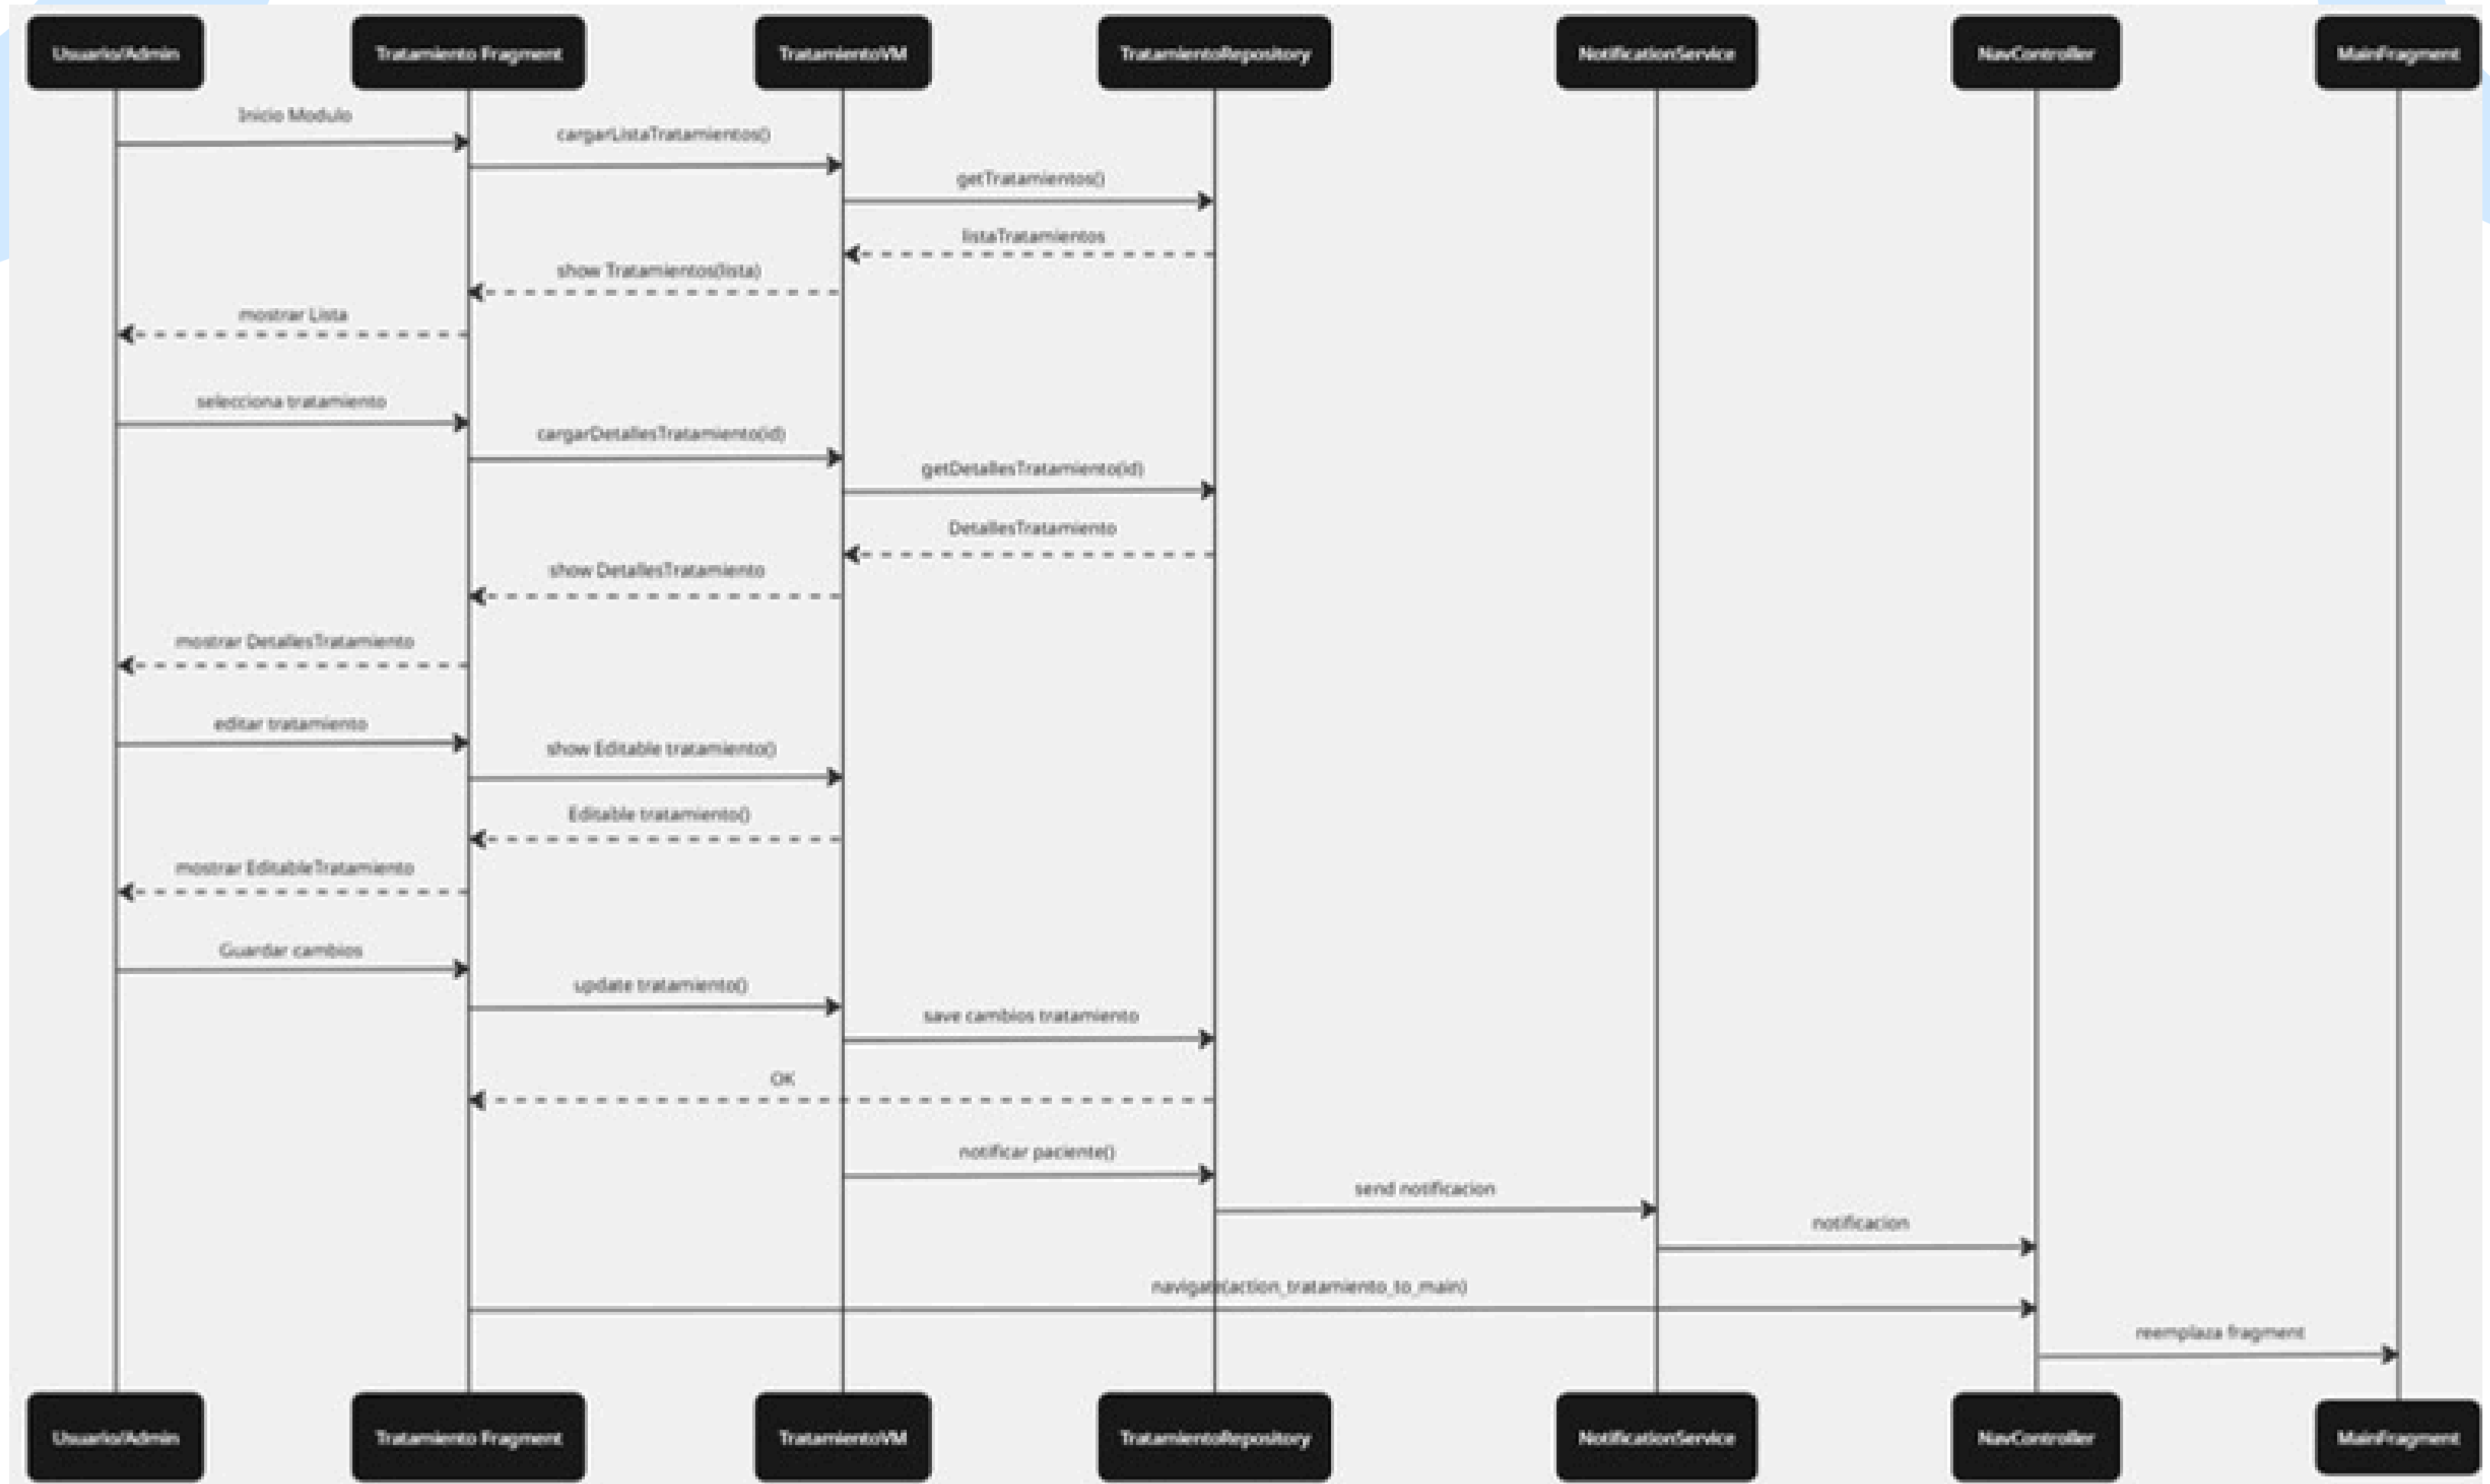 Usuario/Admin
Tratamiento Fragment
TratamientoVM
TratamientoRepository
NotificationService
NavController
MainFragment
Inicio Modulo
cargarListaTratamientos()
getTratamientos()
listaTratamientos
show Tratamientos(lista)
mostrar Lista
selecciona tratamiento
cargarDetallesTratamiento(id)
getDetallesTratamiento(id)
DetallesTratamiento
show DetallesTratamiento
mostrar DetallesTratamiento
editar tratamiento
show Editable tratamiento()
Editable tratamiento()
mostrar EditableTratamiento
Guardar cambios
update tratamiento()
save cambios tratamiento
OK
notificar paciente()
send notificacion
notificacion
navigate(action_tratamiento_to_main)
reemplaza fragment
Usuario/Admin
Tratamiento Fragment
TratamientoVM
TratamientoRepository
NotificationService
NavController
MainFragment